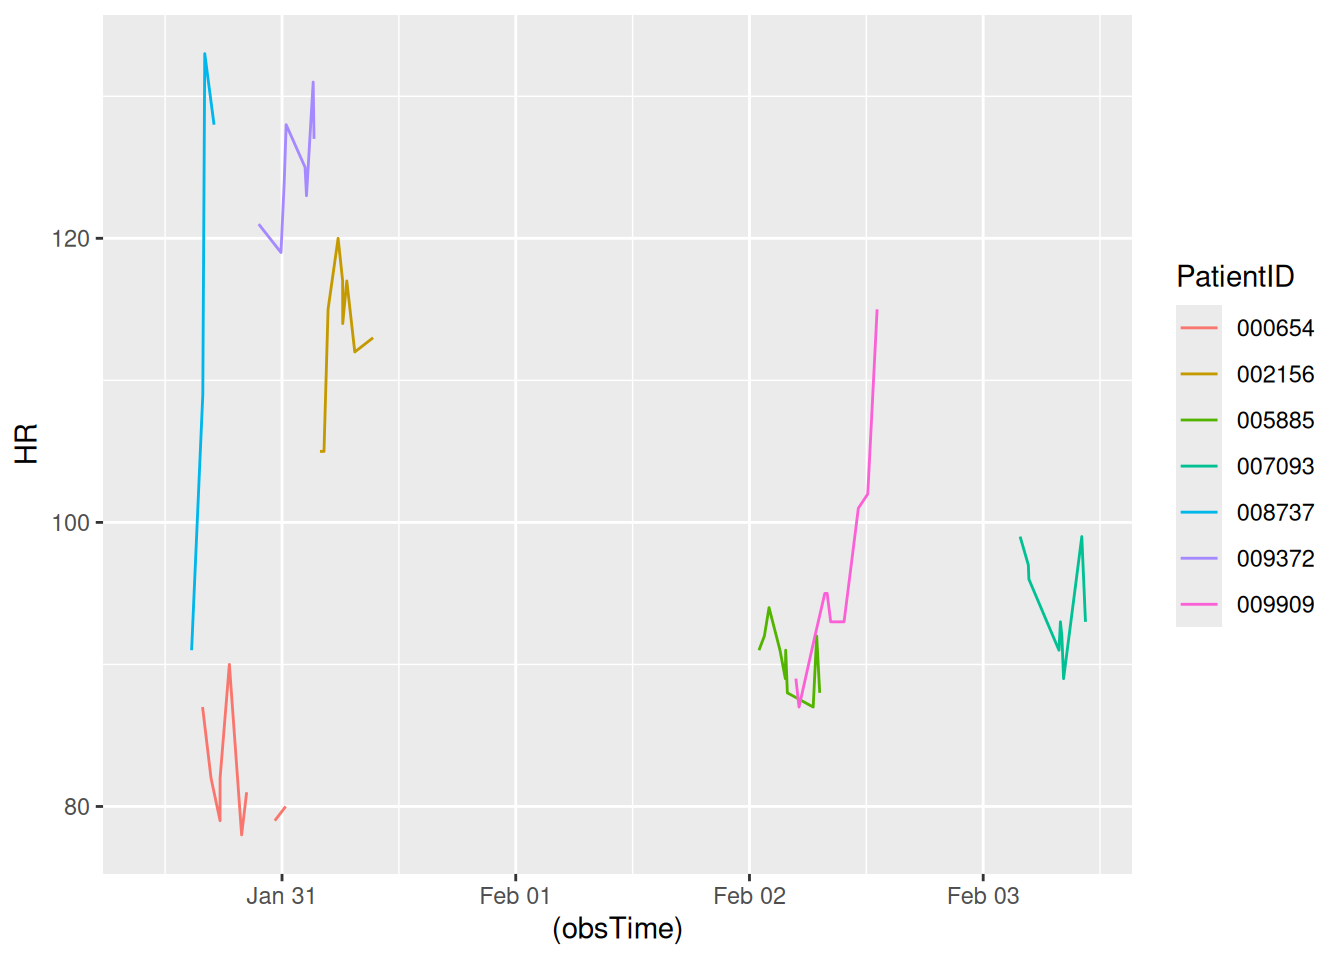 120
100
80
HR
Jan 31
Feb 01
Feb 02
Feb 03
(obsTime)
PatientID
000654
002156
005885
007093
008737
009372
009909